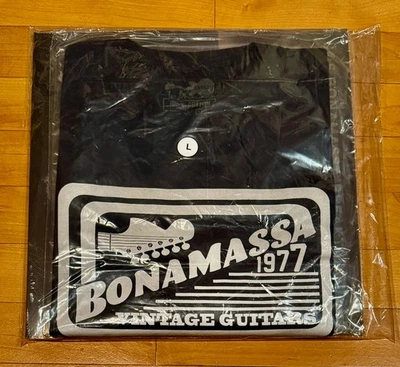 L
BONAMASSA
1977
VINTAGE GUITARS